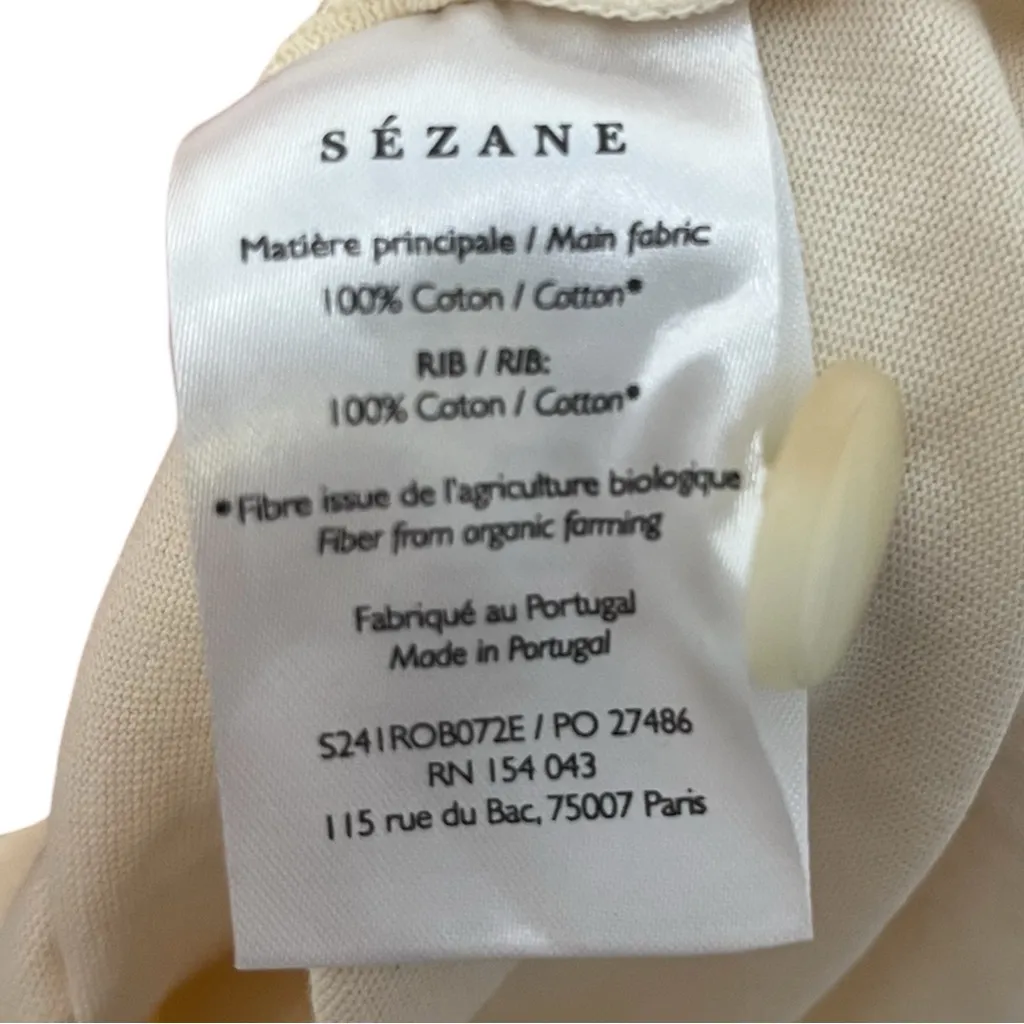 SÉZANE
Matière principale / Main fabric
100% Coton / Cotton*
RIB / RIB:
100% Coton / Cotton*
*Fibre issue de l'agriculture biologique
Fiber from organic farming
Fabriqué au Portugal
Made in Portugal
S241ROB072E / PO 27486
RN 154 043
115 rue du Bac, 75007 Paris